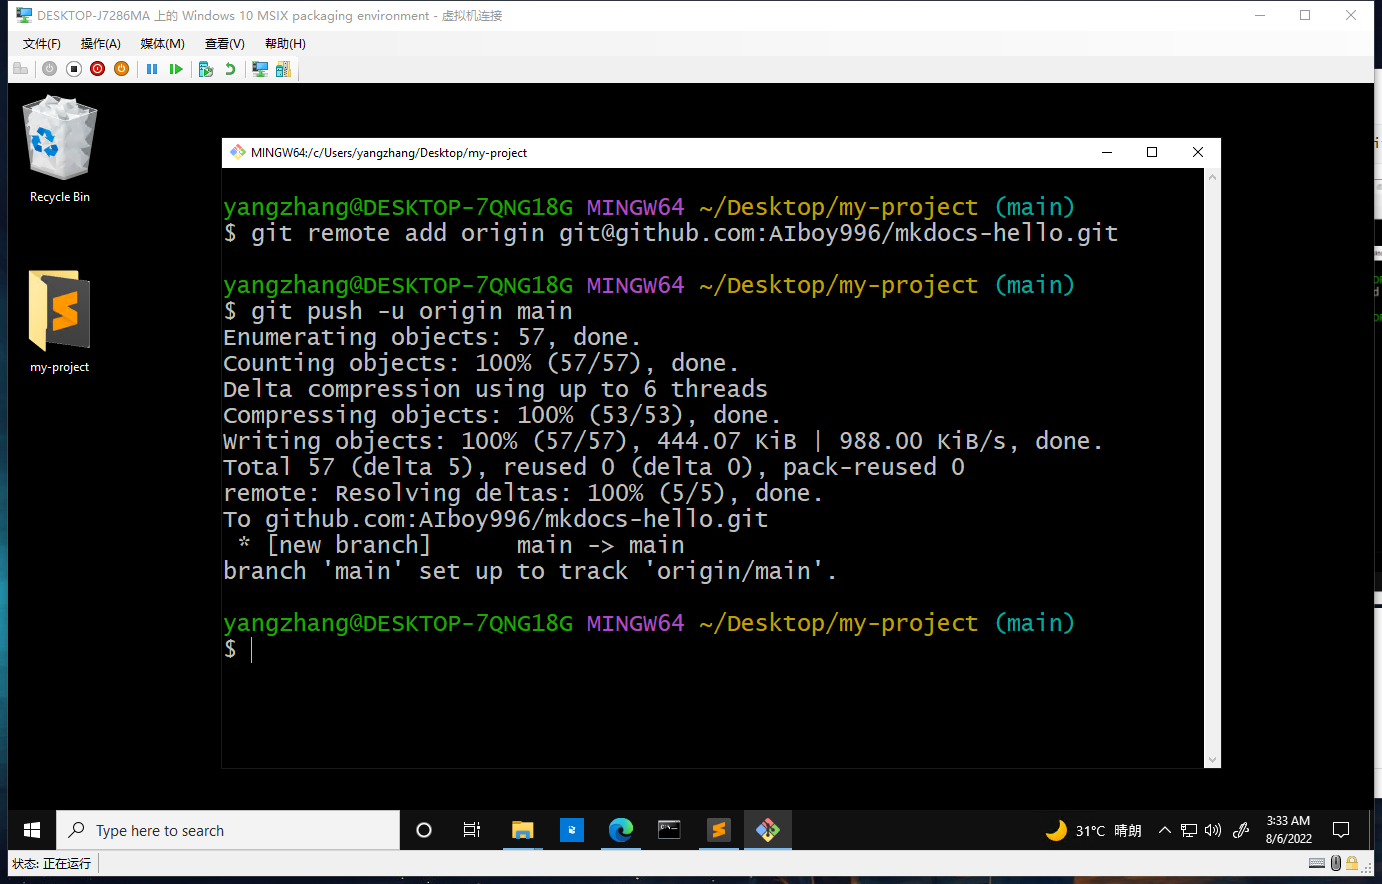 DESKTOP-J7286MA 上的 Windows 10 MSIX packaging environment - 虚拟机连接
文件(F) 操作(A) 媒体(M) 查看(V) 帮助(H)
Recycle Bin
my-project
MINGW64:/c/Users/yangzhang/Desktop/my-project
yangzhang@DESKTOP-7QNG18G MINGW64 ~/Desktop/my-project (main)
$ git remote add origin git@github.com:AIboy996/mkdocs-hello.git
yangzhang@DESKTOP-7QNG18G MINGW64 ~/Desktop/my-project (main)
$ git push -u origin main
Enumerating objects: 57, done.
Counting objects: 100% (57/57), done.
Delta compression using up to 6 threads
Compressing objects: 100% (53/53), done.
Writing objects: 100% (57/57), 444.07 KiB | 988.00 KiB/s, done.
Total 57 (delta 5), reused 0 (delta 0), pack-reused 0
remote: Resolving deltas: 100% (5/5), done.
To github.com:AIboy996/mkdocs-hello.git
 * [new branch]      main -> main
branch 'main' set up to track 'origin/main'.
yangzhang@DESKTOP-7QNG18G MINGW64 ~/Desktop/my-project (main)
$
Type here to search
31°C 晴朗
3:33 AM
8/6/2022
状态: 正在运行